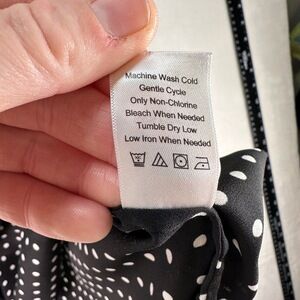 Machine Wash Cold
Gentle Cycle
Only Non-Chlorine
Bleach When Needed
Tumble Dry Low
Low Iron When Needed